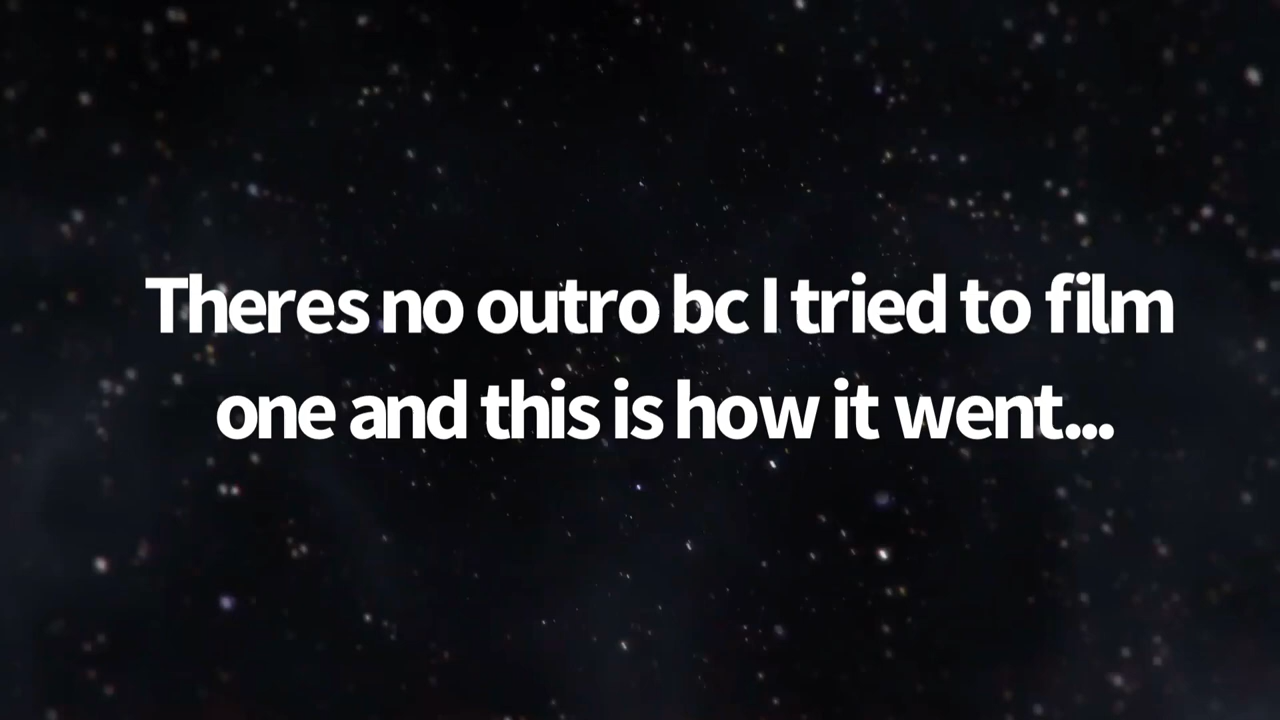 Theres no outro bc I tried to film
one and this is how it went...